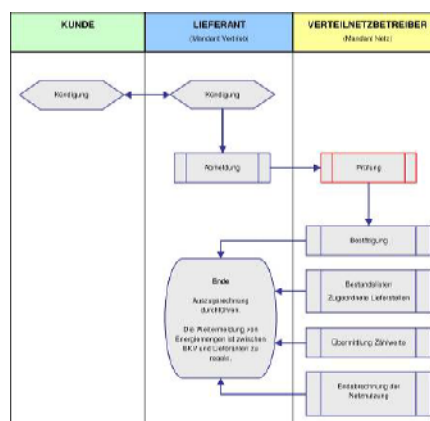 KUNDE
LIEFERANT
(Mandant Vertrieb)
VERTEILNETZBETREIBER
(Mandant Netz)
Kündigung
Kündigung
Abmeldung
Prüfung
Bestätigung
Ende
Auszugsrechnung
durchführen.
Die Weitermeldung von
Energiemengen ist zwischen
BKV und Lieferanten zu
regeln.
Bestandslisten
Zugeordnete Lieferstellen
Übermittlung Zählwerte
Endabrechnung der
Netznutzung